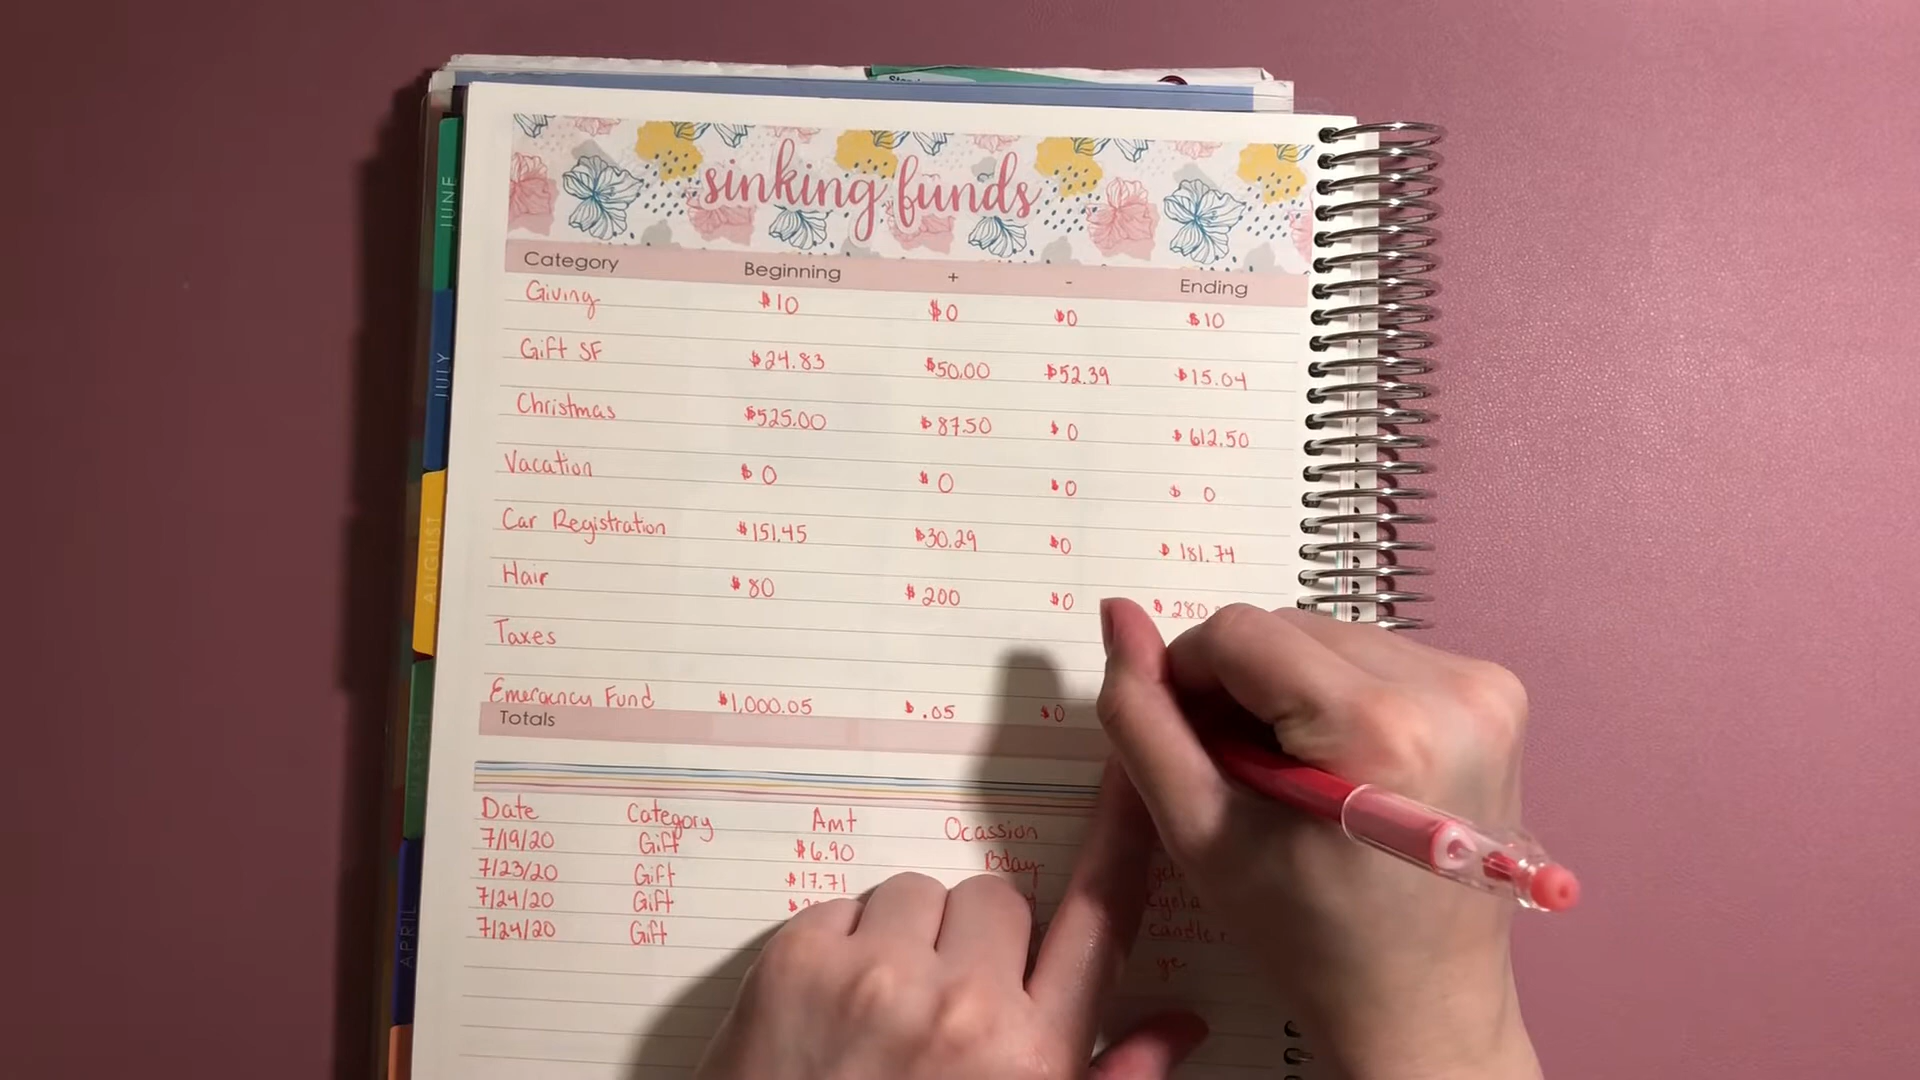 sinking funds
Category Beginning + - Ending
Giving $10 $0 $0 $10
Gift SF $24.83 $50.00 $52.39 $15.04
Christmas $525.00 $87.50 $0 $612.50
Vacation $0 $0 $0 $ 0
Car Registration $151.45 $30.29 $0 $181.74
Hair $80 $200 $0 $280
Taxes
Emergency Fund $1,000.05 $.05 $0
Totals
Date Category Amt Ocassion
7/19/20 Gift $6.90 Bday
7/23/20 Gift $17.71
7/24/20 Gift
7/24/20 Gift candle
JUNE
JULY
AUGUST
MARCH
APRIL